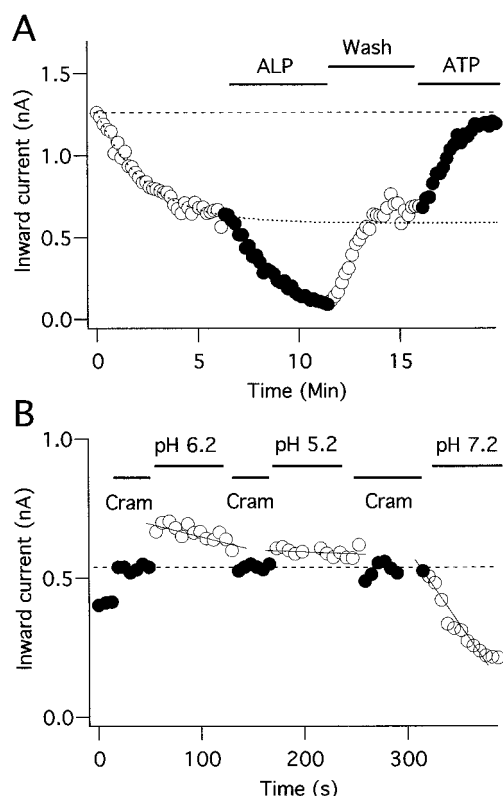 A
ALP
Wash
ATP
Inward current (nA)
1.5
1.0
0.5
0.0
0
5
10
15
Time (Min)
B
pH 6.2
pH 5.2
pH 7.2
Cram
Cram
Cram
Inward current (nA)
1.0
0.5
0.0
0
100
200
300
Time (s)